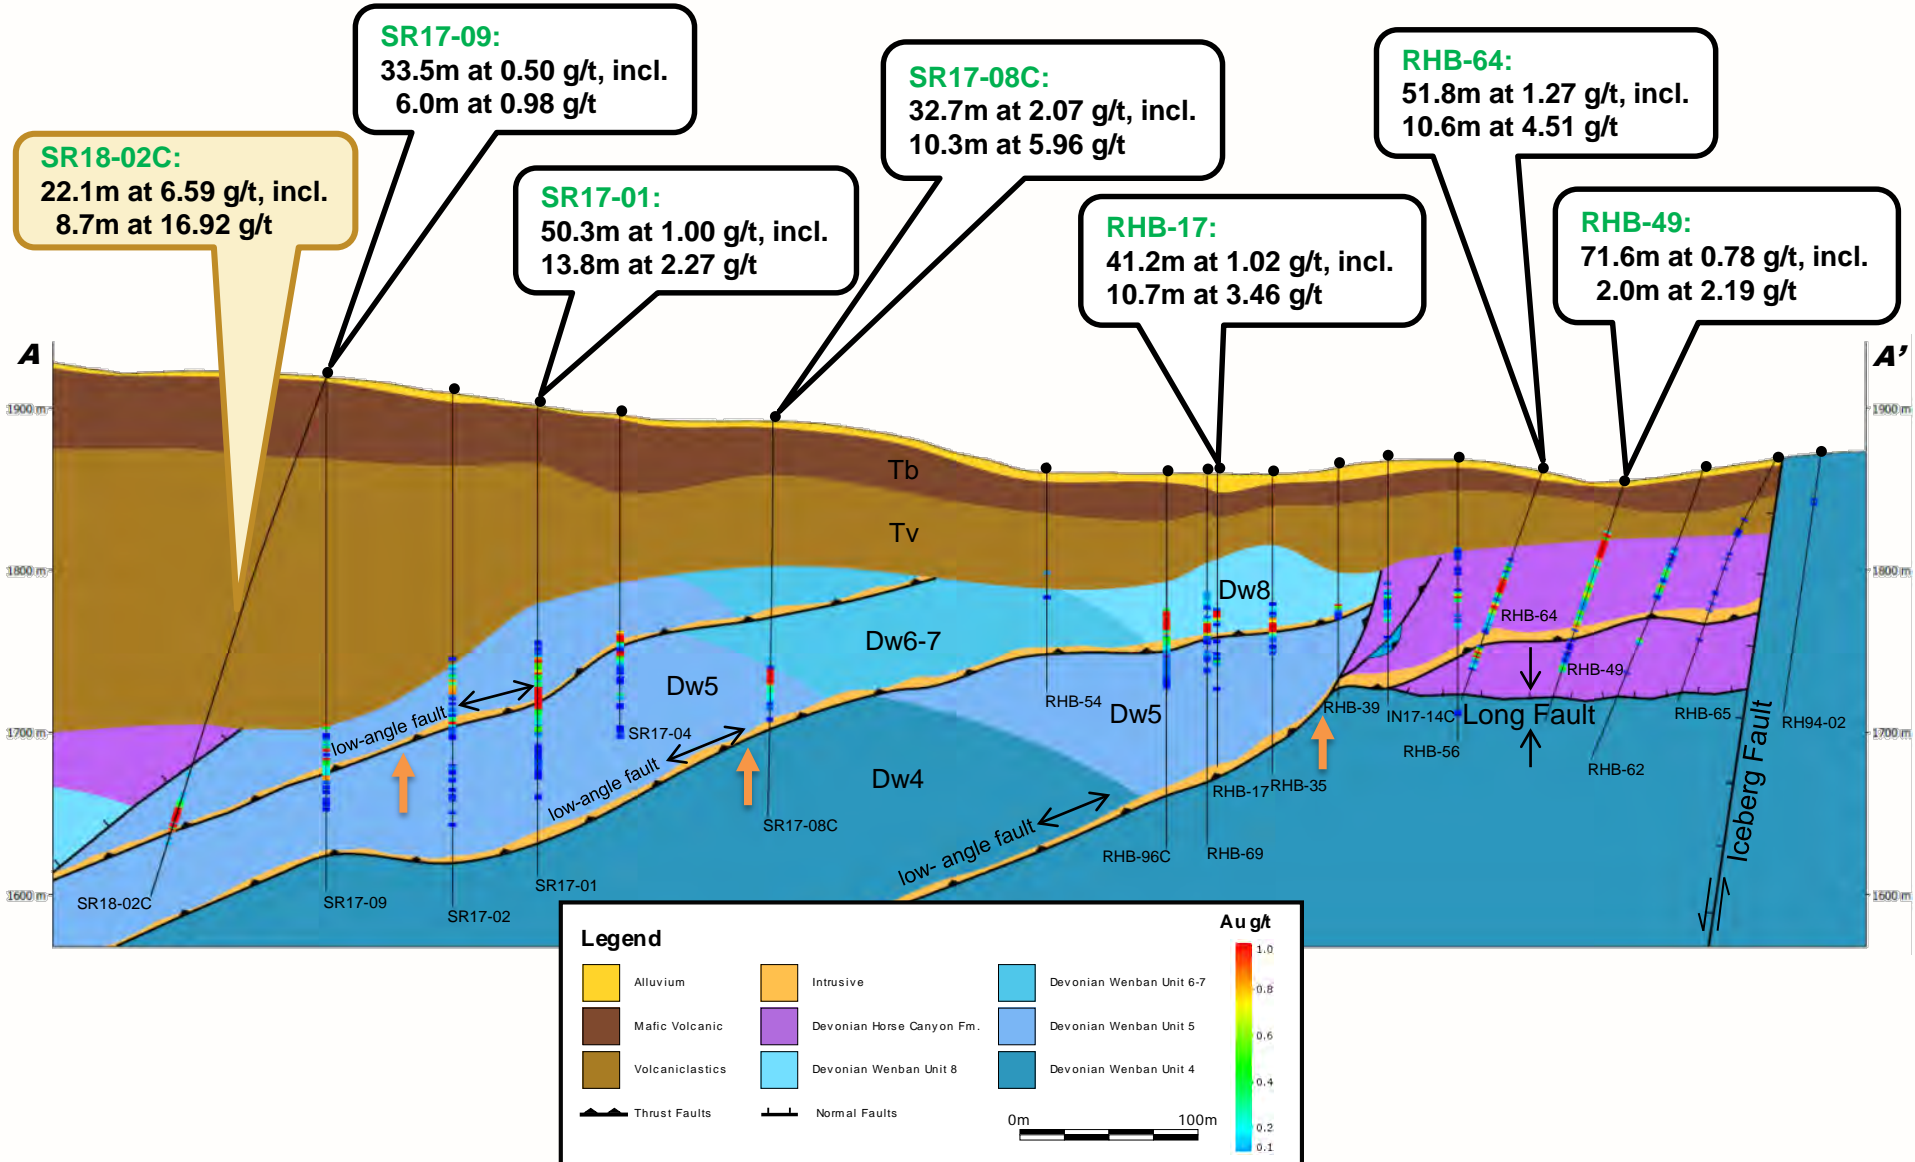 SR17-09:
33.5m at 0.50 g/t, incl.
6.0m at 0.98 g/t
SR17-08C:
32.7m at 2.07 g/t, incl.
10.3m at 5.96 g/t
RHB-64:
51.8m at 1.27 g/t, incl.
10.6m at 4.51 g/t
SR18-02C:
22.1m at 6.59 g/t, incl.
8.7m at 16.92 g/t
SR17-01:
50.3m at 1.00 g/t, incl.
13.8m at 2.27 g/t
RHB-17:
41.2m at 1.02 g/t, incl.
10.7m at 3.46 g/t
RHB-49:
71.6m at 0.78 g/t, incl.
2.0m at 2.19 g/t
A
A'
1900 m
1900 m
Tb
Tv
1800 m
1800 m
Dw8
RHB-64
Dw6-7
RHB-49
Dw5
RHB-54
Dw5
RHB-39
IN17-14C
Long Fault
RHB-65
RH94-02
low-angle fault
SR17-04
1700 m
1700 m
RHB-56
RHB-62
low-angle fault
Dw4
RHB-17
RHB-35
Iceberg Fault
SR17-08C
low- angle fault
RHB-96C
RHB-69
1600 m
1600 m
SR18-02C
SR17-09
SR17-01
SR17-02
Legend
Alluvium
Intrusive
Devonian Wenban Unit 6-7
Mafic Volcanic
Devonian Horse Canyon Fm.
Devonian Wenban Unit 5
Volcaniclastics
Devonian Wenban Unit 8
Devonian Wenban Unit 4
Thrust Faults
Normal Faults
0m
100m
Au g/t
1.0
0.8
0.6
0.4
0.2
0.1